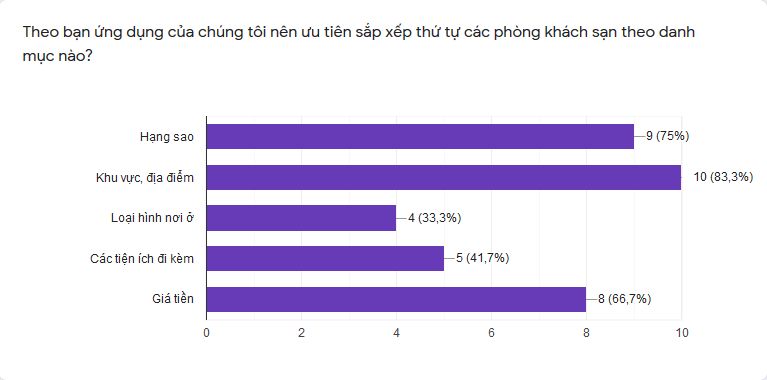 Theo bạn ứng dụng của chúng tôi nên ưu tiên sắp xếp thứ tự các phòng khách sạn theo danh
mục nào?
Hạng sao
9 (75%)
Khu vực, địa điểm
10 (83,3%)
Loại hình nơi ở
4 (33,3%)
Các tiện ích đi kèm
5 (41,7%)
Giá tiền
8 (66,7%)
0 2 4 6 8 10